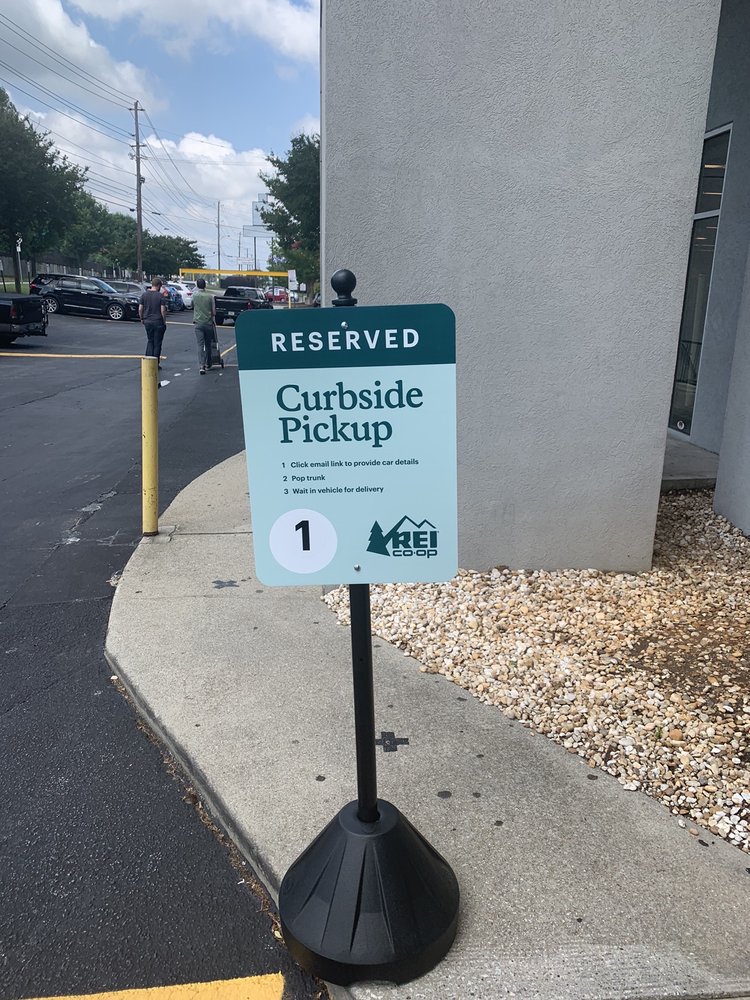 RESERVED
Curbside
Pickup
1 Click email link to provide car details
2 Pop trunk
3 Wait in vehicle for delivery
1
REI
co·op